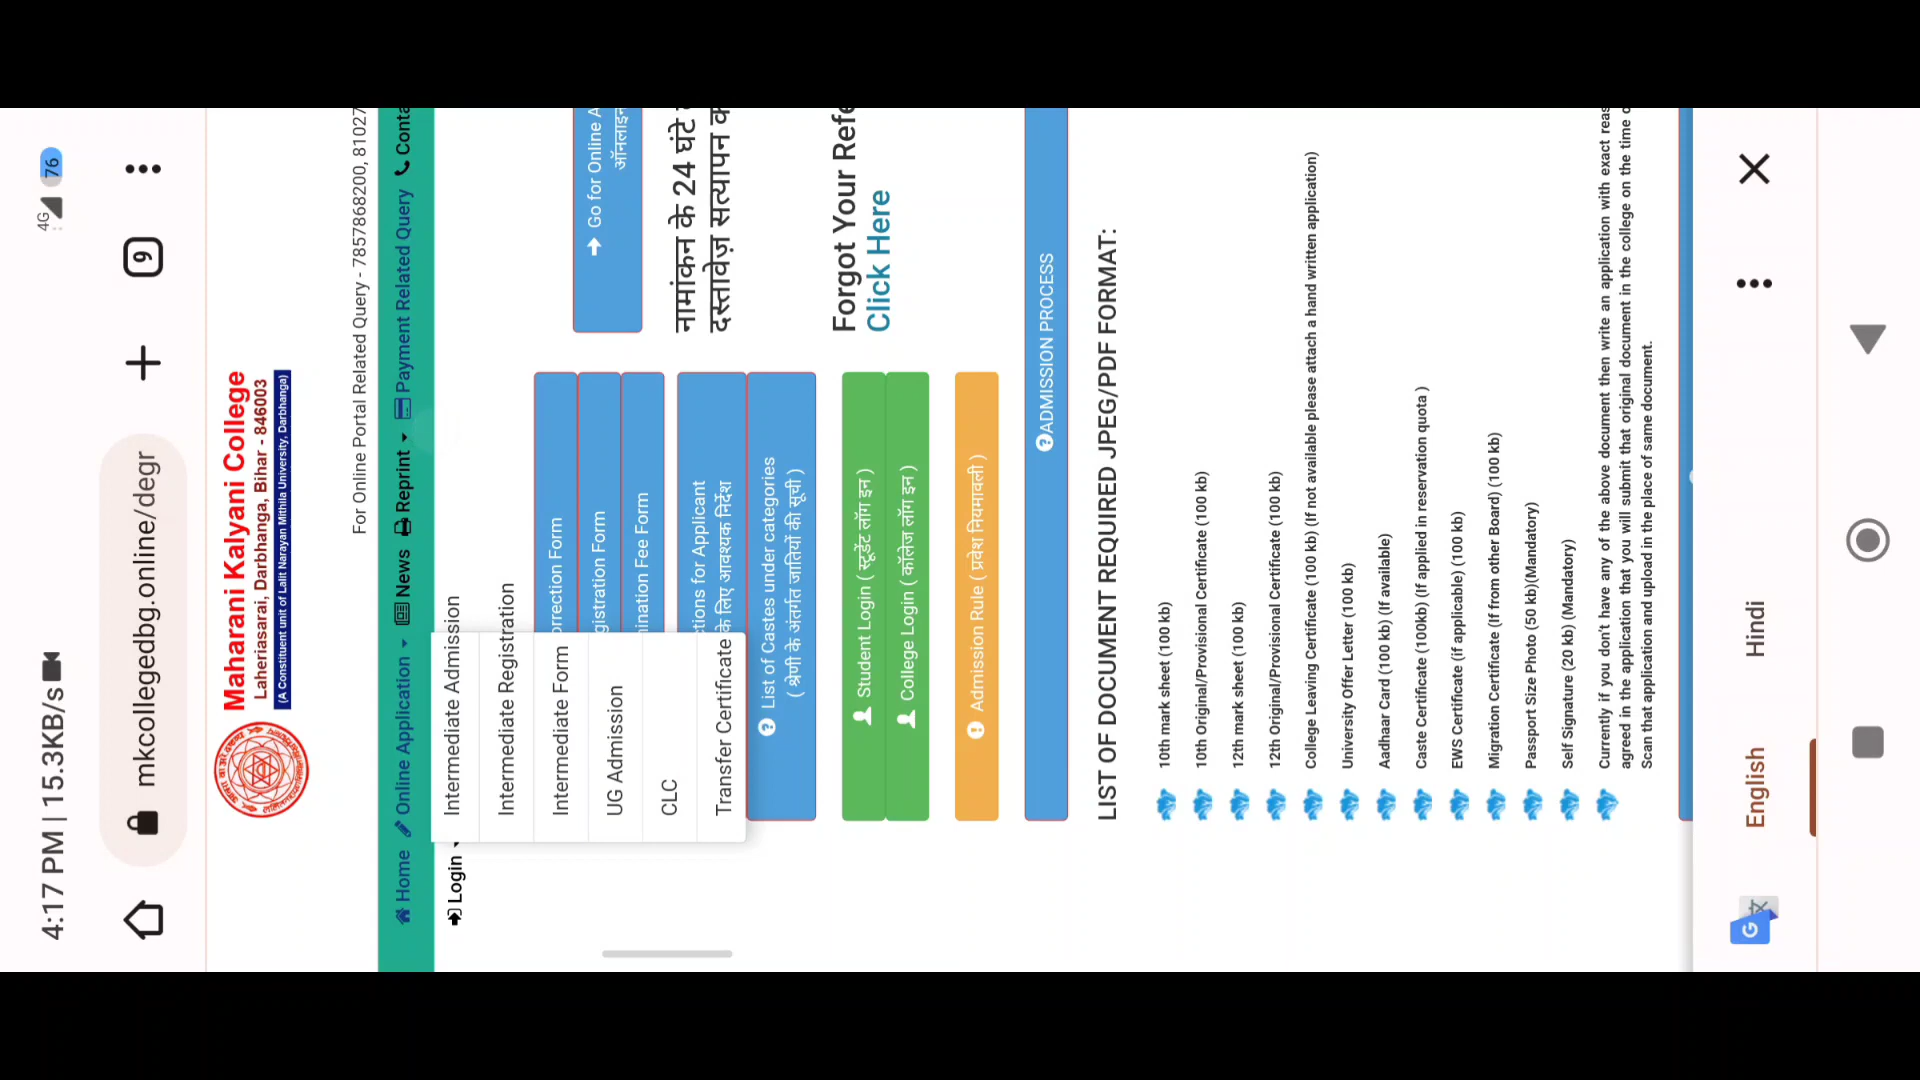 4:17 PM | 15.3KB/s
4G
76
mkcollegedbg.online/degr
9
Maharani Kalyani College
Laheriasarai, Darbhanga, Bihar - 846003
(A Constituent unit of Lalit Narayan Mithila University, Darbhanga)
For Online Portal Related Query - 7857868200, 81027
Home Online Application News Reprint Payment Related Query Conta
Login
Intermediate Admission
Intermediate Registration
Intermediate Form
UG Admission
CLC
Transfer Certificate
orrection Form
gistration Form
nination Fee Form
ctions for Applicant
के लिए आवश्यक निर्देश
List of Castes under categories
( श्रेणी के अंतर्गत जातियों की सूची )
Student Login ( स्टूडेंट लॉग इन )
College Login ( कॉलेज लॉग इन )
Admission Rule ( प्रवेश नियमावली )
Go for Online A
ऑनलाइन
नामांकन के 24 घंटे
दस्तावेज़ सत्यापन क
Forgot Your Refe
Click Here
ADMISSION PROCESS
LIST OF DOCUMENT REQUIRED JPEG/PDF FORMAT:
10th mark sheet (100 kb)
10th Original/Provisional Certificate (100 kb)
12th mark sheet (100 kb)
12th Original/Provisional Certificate (100 kb)
College Leaving Certificate (100 kb) (If not available please attach a hand written application)
University Offer Letter (100 kb)
Aadhaar Card (100 kb) (If available)
Caste Certificate (100kb) (If applied in reservation quota )
EWS Certificate (if applicable) (100 kb)
Migration Certificate (If from other Board) (100 kb)
Passport Size Photo (50 kb)(Mandatory)
Self Signature (20 kb) (Mandatory)
Currently if you don't have any of the above document then write an application with exact reas
agreed in the application that you will submit that original document in the college on the time o
Scan that application and upload in the place of same document.
English Hindi